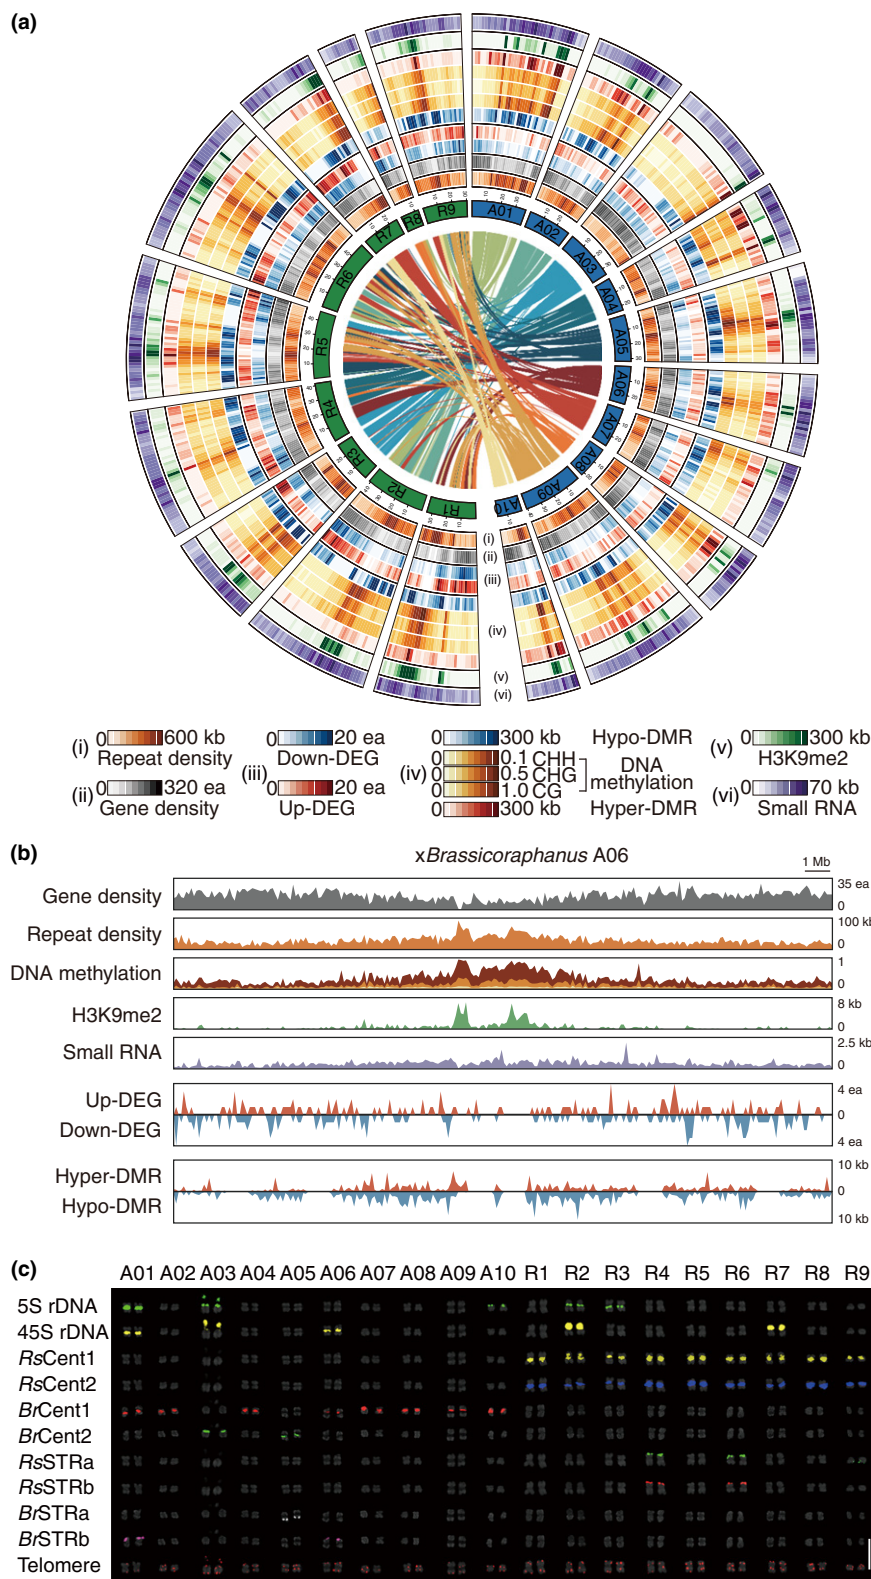 (a)
R7 R8 R9 A01 A02
R6 A03
A04
R5 A05
R4 A06
A07
R3 A08
R2 R1 A10 A09
(i)
(ii)
(iii)
(iv)
(v)
(vi)
(i) 0 600 kb Repeat density
(ii) 0 320 ea Gene density
(iii) 0 20 ea Down-DEG
0 20 ea Up-DEG
(iv) 0 300 kb Hypo-DMR
0 0.1 CHH
0 0.5 CHG
0 1.0 CG
DNA methylation
0 300 kb Hyper-DMR
(v) 0 300 kb H3K9me2
(vi) 0 70 kb Small RNA
(b)
xBrassicoraphanus A06
1 Mb
Gene density 35 ea 0
Repeat density 100 kb 0
DNA methylation 1 0
H3K9me2 8 kb 0
Small RNA 2.5 kb 0
Up-DEG 4 ea 0
Down-DEG 4 ea
Hyper-DMR 10 kb 0
Hypo-DMR 10 kb
(c)
A01 A02 A03 A04 A05 A06 A07 A08 A09 A10 R1 R2 R3 R4 R5 R6 R7 R8 R9
5S rDNA
45S rDNA
RsCent1
RsCent2
BrCent1
BrCent2
RsSTRa
RsSTRb
BrSTRa
BrSTRb
Telomere